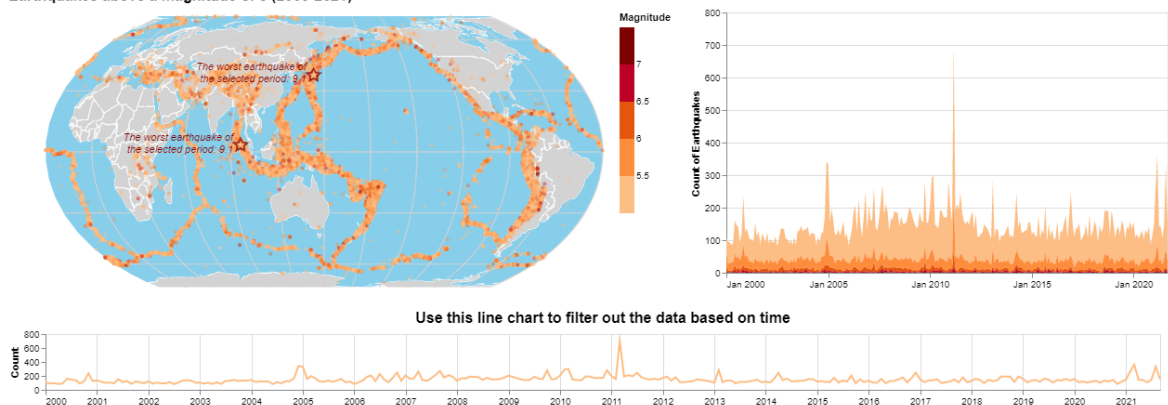 Earthquakes above a magnitude of 5 (2000-2021)
The worst earthquake of
the selected period: 9.1
The worst earthquake of
the selected period: 9.1
Magnitude
7
6.5
6
5.5
Count of Earthquakes
800
700
600
500
400
300
200
100
0
Jan 2000 Jan 2005 Jan 2010 Jan 2015 Jan 2020
Use this line chart to filter out the data based on time
Count
800
600
400
200
0
2000 2001 2002 2003 2004 2005 2006 2007 2008 2009 2010 2011 2012 2013 2014 2015 2016 2017 2018 2019 2020 2021